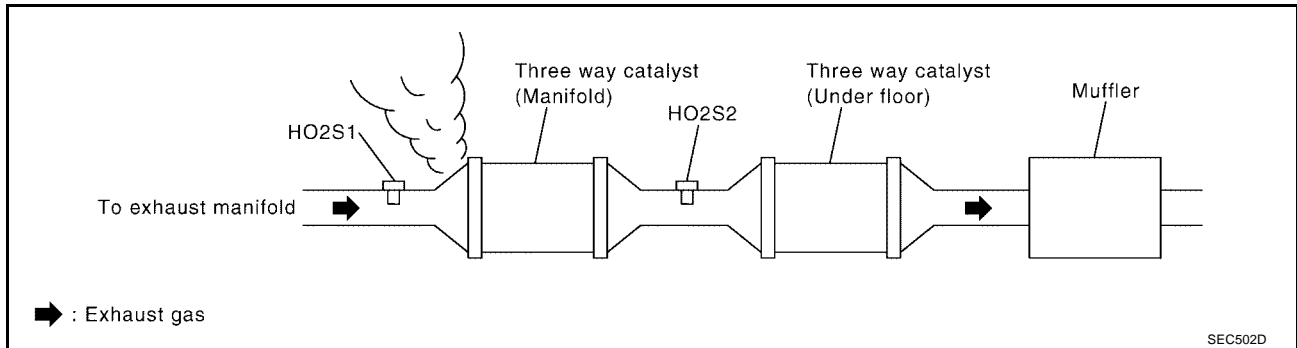 Three way catalyst
(Manifold)
Three way catalyst
(Under floor)
Muffler
HO2S1
HO2S2
To exhaust manifold
: Exhaust gas
SEC502D